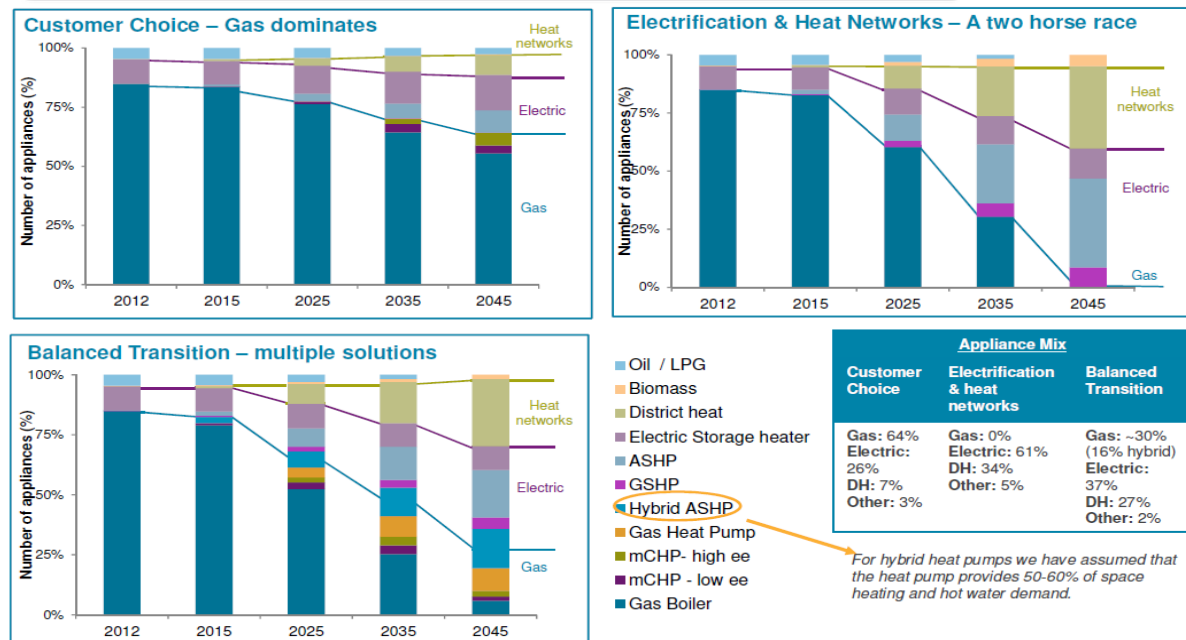 Customer Choice – Gas dominates
Number of appliances (%)
100%
75%
50%
25%
0%
2012 2015 2025 2035 2045
Heat
networks
Electric
Gas
Electrification & Heat Networks – A two horse race
Number of appliances (%)
100%
75%
50%
25%
0%
2012 2015 2025 2035 2045
Heat
networks
Electric
Gas
Balanced Transition – multiple solutions
Number of appliances (%)
100%
75%
50%
25%
0%
2012 2015 2025 2035 2045
Heat
networks
Electric
Gas
Oil / LPG
Biomass
District heat
Electric Storage heater
ASHP
GSHP
Hybrid ASHP
Gas Heat Pump
mCHP- high ee
mCHP - low ee
Gas Boiler
Appliance Mix
Customer
Choice
Electrification
& heat
networks
Balanced
Transition
Gas: 64%
Electric:
26%
DH: 7%
Other: 3%
Gas: 0%
Electric: 61%
DH: 34%
Other: 5%
Gas: ~30%
(16% hybrid)
Electric:
37%
DH: 27%
Other: 2%
For hybrid heat pumps we have assumed that
the heat pump provides 50-60% of space
heating and hot water demand.